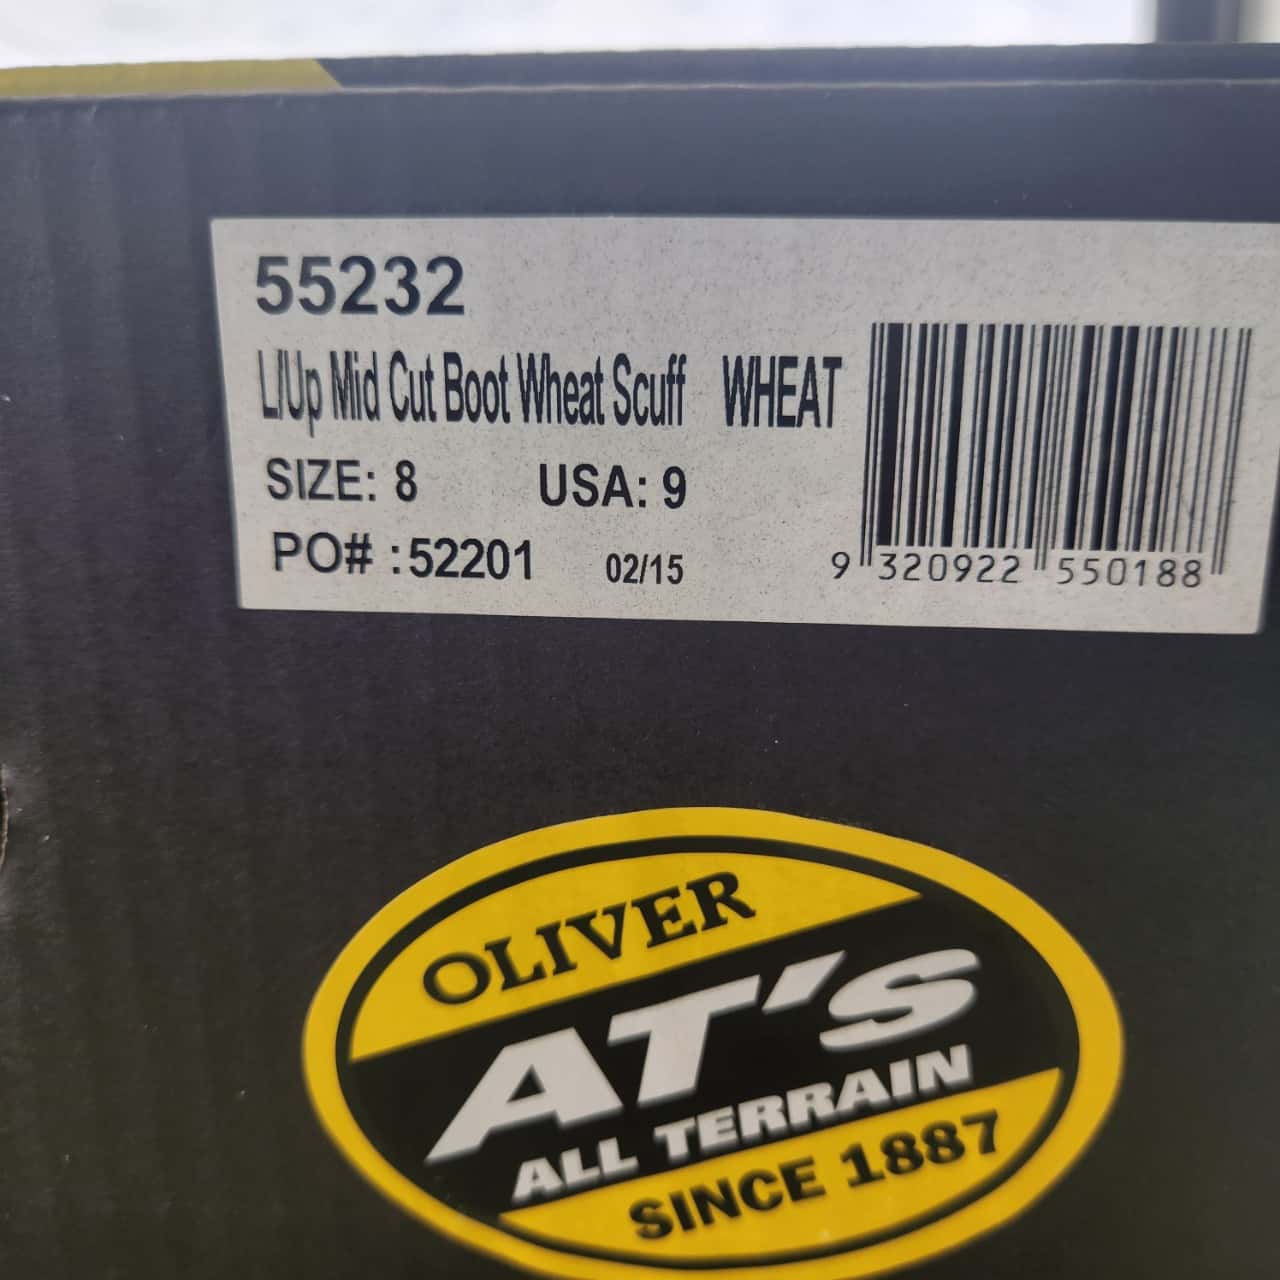 55232
L/Up Mid Cut Boot Wheat Scuff WHEAT
SIZE: 8 USA: 9
PO# :52201 02/15
9 320922 550188
OLIVER
AT'S
ALL TERRAIN
SINCE 1887